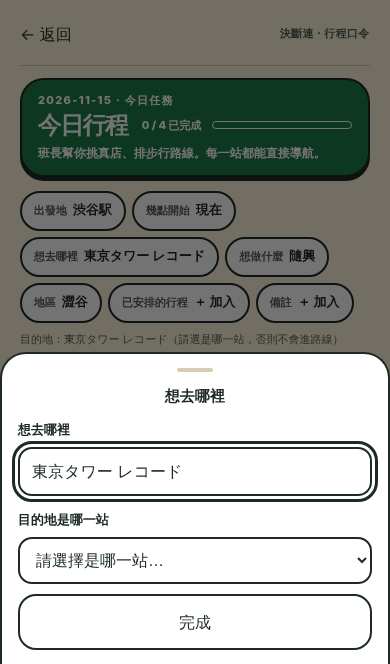 ← 返回
決斷連・行程口令
2026-11-15・今日任務
今日行程 0 / 4 已完成
班長幫你挑真店、排步行路線。每一站都能直接導航。
出發地 渋谷駅 幾點開始 現在
想去哪裡 東京タワー レコード 想做什麼 隨興
地區 澀谷 已安排的行程 ＋ 加入 備註 ＋ 加入
目的地：東京タワー レコード（請選是哪一站，否則不會進路線）
想去哪裡
想去哪裡
東京タワー レコード
目的地是哪一站
請選擇是哪一站…
完成